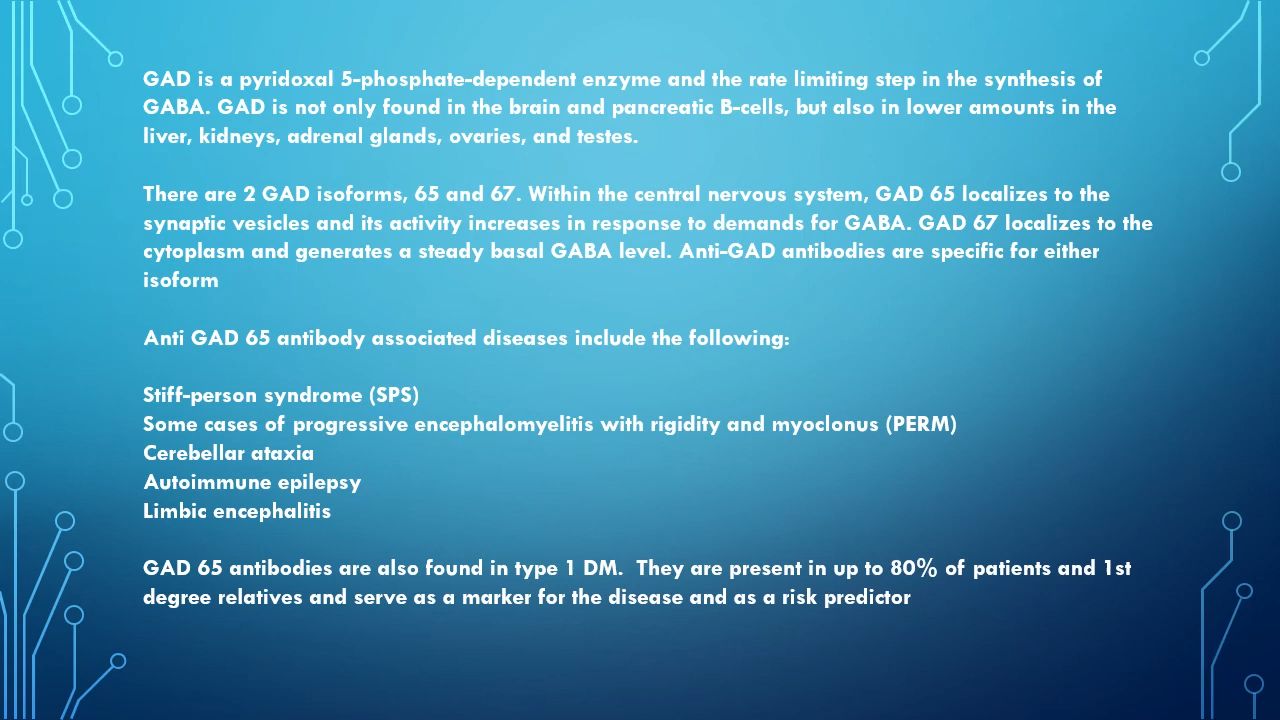 GAD is a pyridoxal 5-phosphate-dependent enzyme and the rate limiting step in the synthesis of
GABA. GAD is not only found in the brain and pancreatic B-cells, but also in lower amounts in the
liver, kidneys, adrenal glands, ovaries, and testes.
There are 2 GAD isoforms, 65 and 67. Within the central nervous system, GAD 65 localizes to the
synaptic vesicles and its activity increases in response to demands for GABA. GAD 67 localizes to the
cytoplasm and generates a steady basal GABA level. Anti-GAD antibodies are specific for either
isoform
Anti GAD 65 antibody associated diseases include the following:
Stiff-person syndrome (SPS)
Some cases of progressive encephalomyelitis with rigidity and myoclonus (PERM)
Cerebellar ataxia
Autoimmune epilepsy
Limbic encephalitis
GAD 65 antibodies are also found in type 1 DM.  They are present in up to 80% of patients and 1st
degree relatives and serve as a marker for the disease and as a risk predictor